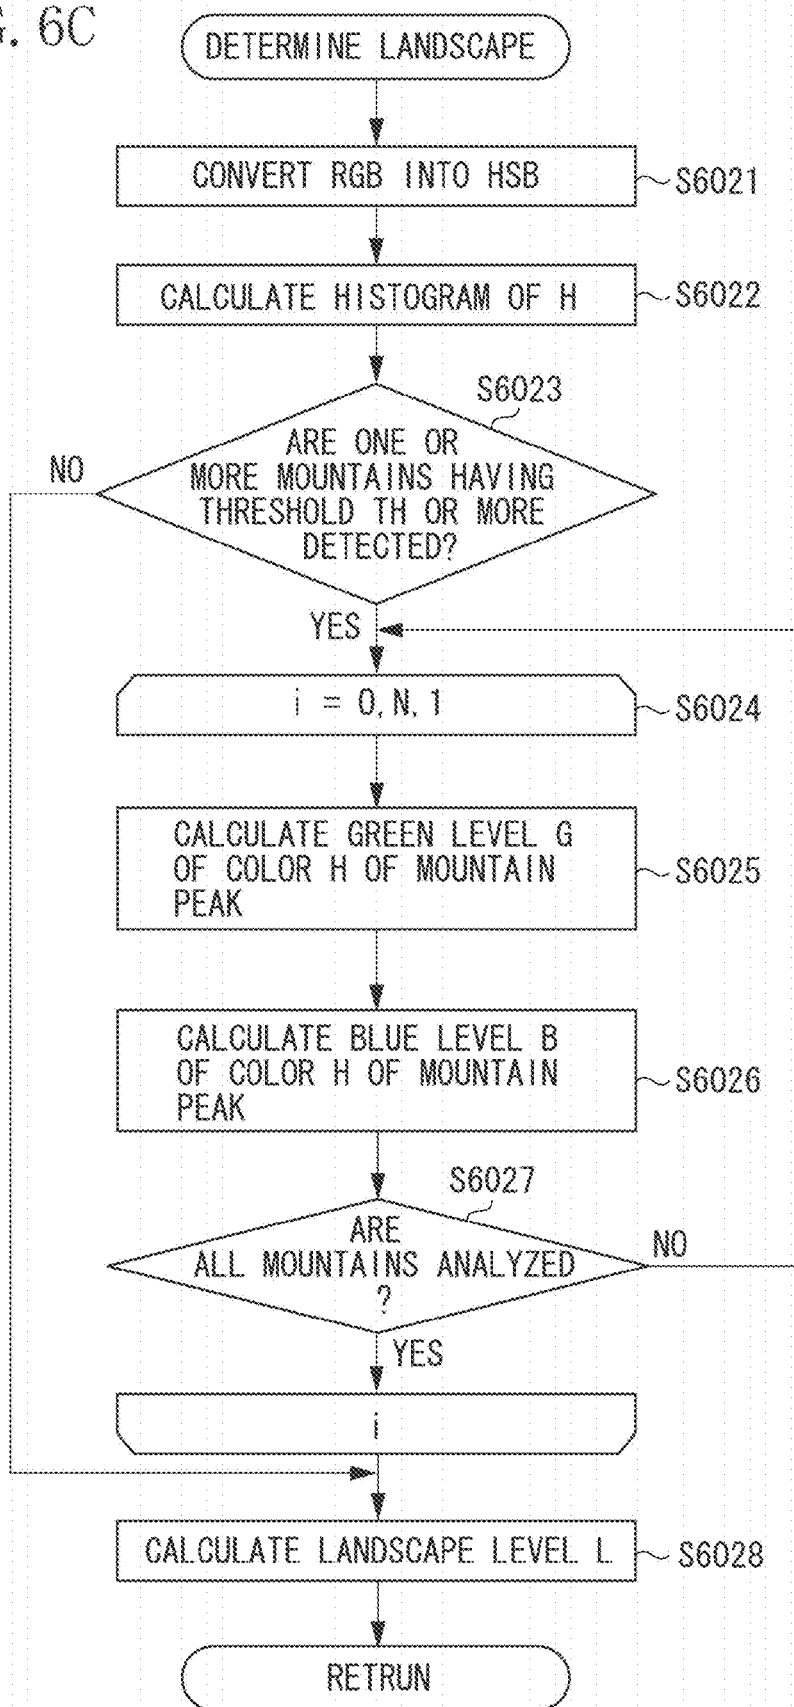 G. 6C
DETERMINE LANDSCAPE
CONVERT RGB INTO HSB
S6021
CALCULATE HISTOGRAM OF H
S6022
S6023
ARE ONE OR
MORE MOUNTAINS HAVING
THRESHOLD TH OR MORE
DETECTED?
NO
YES
i = 0, N, 1
S6024
CALCULATE GREEN LEVEL G
OF COLOR H OF MOUNTAIN
PEAK
S6025
CALCULATE BLUE LEVEL B
OF COLOR H OF MOUNTAIN
PEAK
S6026
S6027
ARE
ALL MOUNTAINS ANALYZED
?
NO
YES
i
CALCULATE LANDSCAPE LEVEL L
S6028
RETRUN